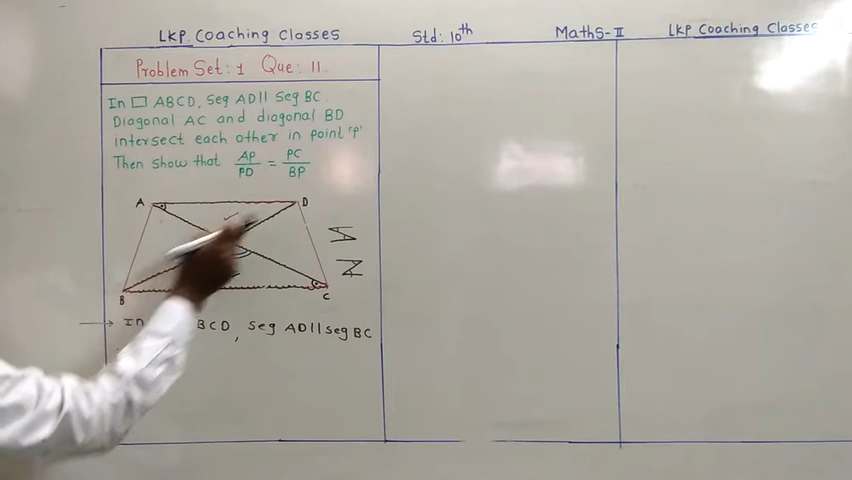 LKP. Coaching Classes
Std: 10th
Maths-II
LKP Coaching Classes
Problem Set: 1 Que: 11.
In □ ABCD, Seg AD || Seg BC.
Diagonal AC and diagonal BD
intersect each other in point 'p'
Then show that AP/PD = PC/BP
A
D
B
C
→ In BCD, Seg AD || seg BC